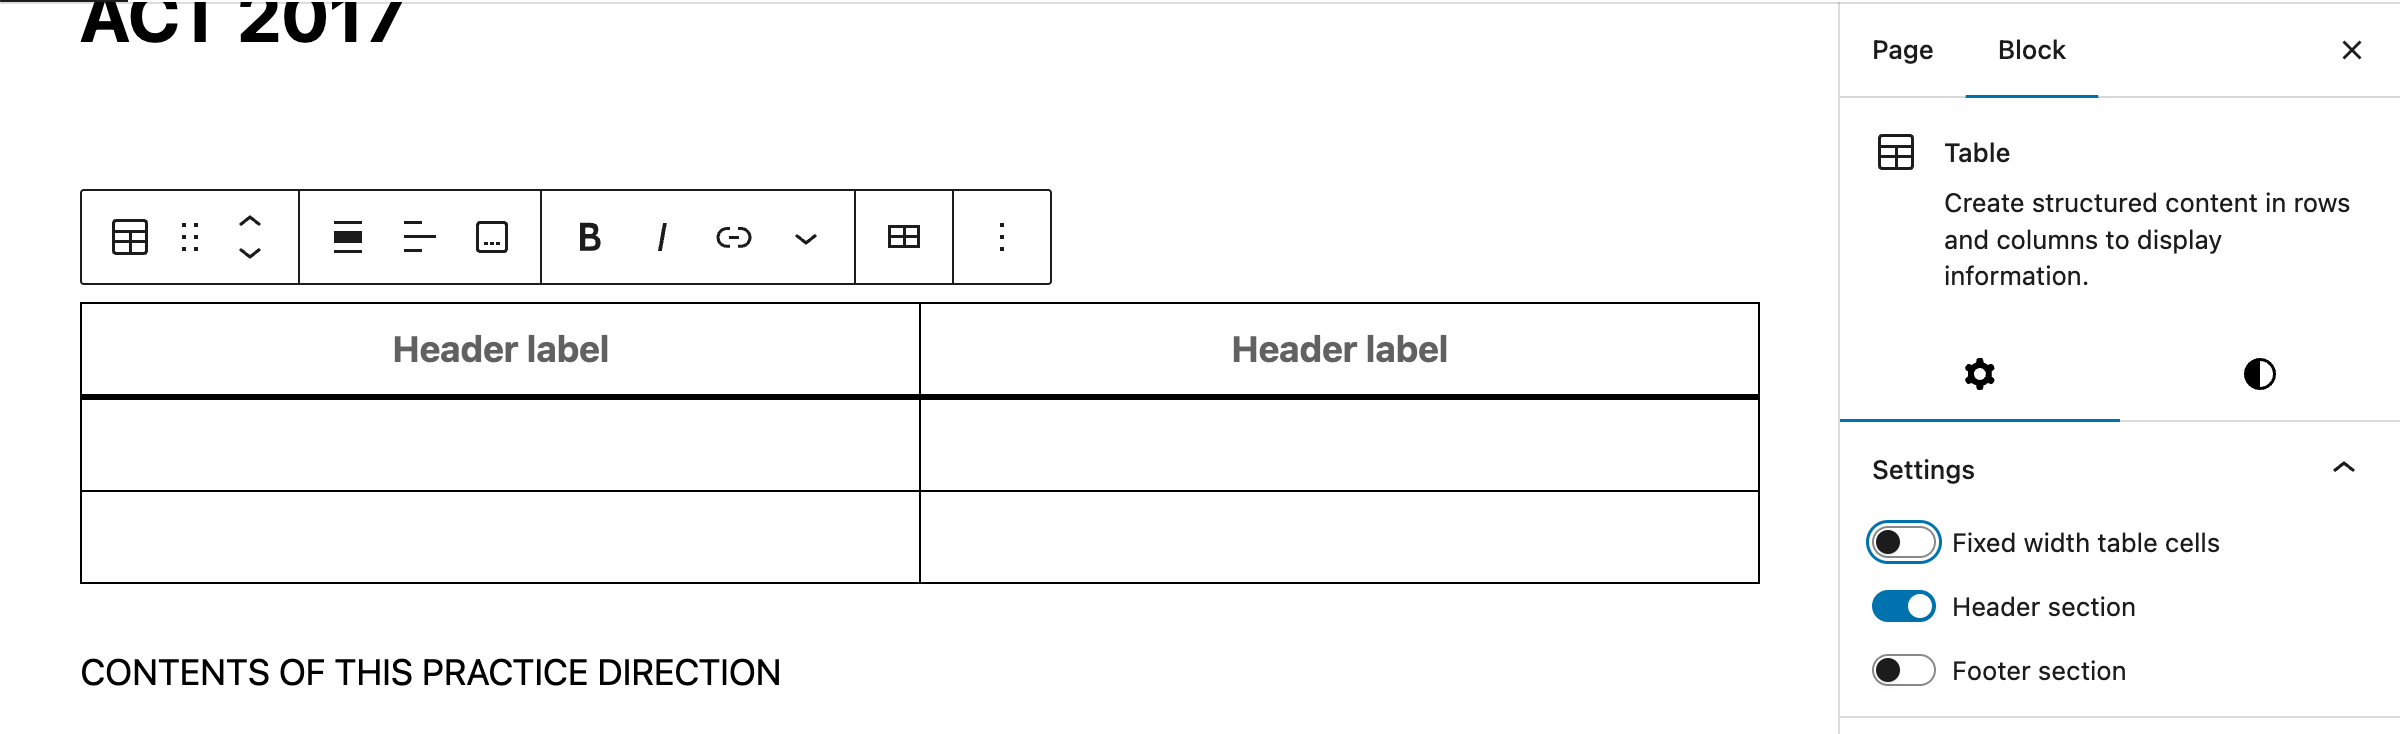 ACT 2017
Page Block
Table
Create structured content in rows
and columns to display
information.
B I
Header label Header label
Settings
Fixed width table cells
Header section
Footer section
CONTENTS OF THIS PRACTICE DIRECTION